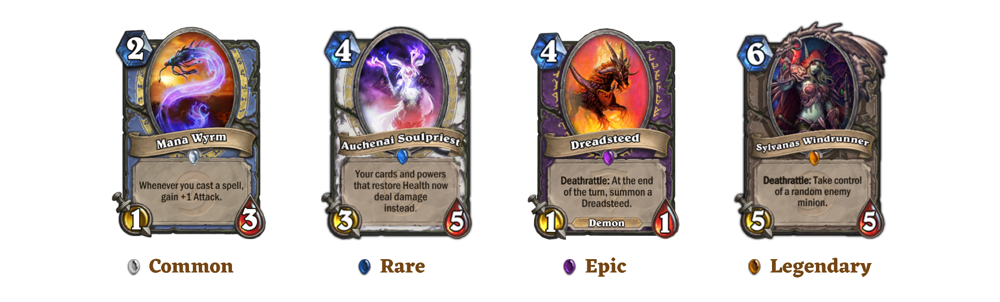 2
Mana Wyrm
Whenever you cast a spell,
gain +1 Attack.
1
3
Common
4
Auchenai Soulpriest
Your cards and powers
that restore Health now
deal damage
instead.
3
5
Rare
4
Dreadsteed
Deathrattle: At the end
of the turn, summon a
Dreadsteed.
Demon
1
1
Epic
6
Sylvanas Windrunner
Deathrattle: Take control
of a random enemy
minion.
5
5
Legendary